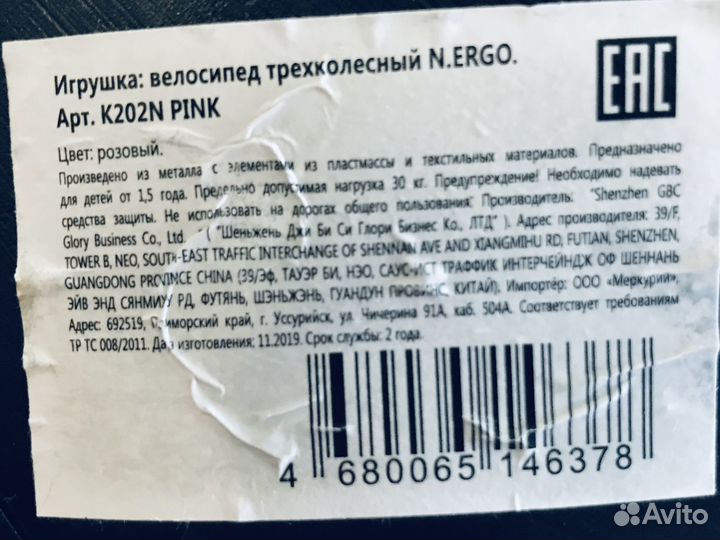 Игрушка: велосипед трехколесный N.ERGO.
Арт. K202N PINK
EAC
Цвет: розовый.
Произведено из металла с элементами из пластмассы и текстильных материалов. Предназначено
для детей от 1,5 года. Предельно допустимая нагрузка 30 кг. Предупреждение! Необходимо надевать
средства защиты. Не использовать на дорогах общего пользования. Производитель: "Shenzhen GBC
Glory Business Co., Ltd " ( "Шеньжень Джи Би Си Глори Бизнес Ко., ЛТД" ). Адрес производителя: 39/F,
TOWER B, NEO, SOUTH-EAST TRAFFIC INTERCHANGE OF SHENNAN AVE AND XIANGMIHU RD, FUTIAN, SHENZHEN,
GUANGDONG PROVINCE CHINA (39/Эф, ТАУЭР БИ, НЭО, САУС-ИСТ ТРАФФИК ИНТЕРЧЕЙНДЖ ОФ ШЕННАНЬ
ЭЙВ ЭНД СЯНМИХУ РД, ФУТЯНЬ, ШЭНЬЖЭНЬ, ГУАНДУН ПРОВИНС, КИТАЙ). Импортёр: ООО «Меркурий»,
Адрес: 692519, Приморский край, г. Уссурийск, ул. Чичерина 91А, каб. 504А. Соответствует требованиям
ТР ТС 008/2011. Дата изготовления: 11.2019. Срок службы: 2 года.
4 680065 146378
Avito